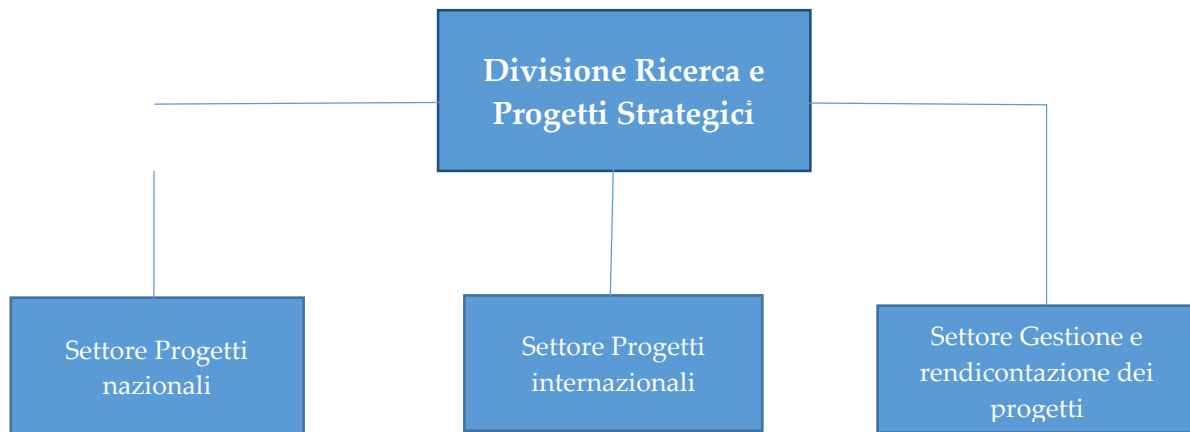 Divisione Ricerca e
Progetti Strategici
Settore Progetti
nazionali
Settore Progetti
internazionali
Settore Gestione e
rendicontazione dei
progetti